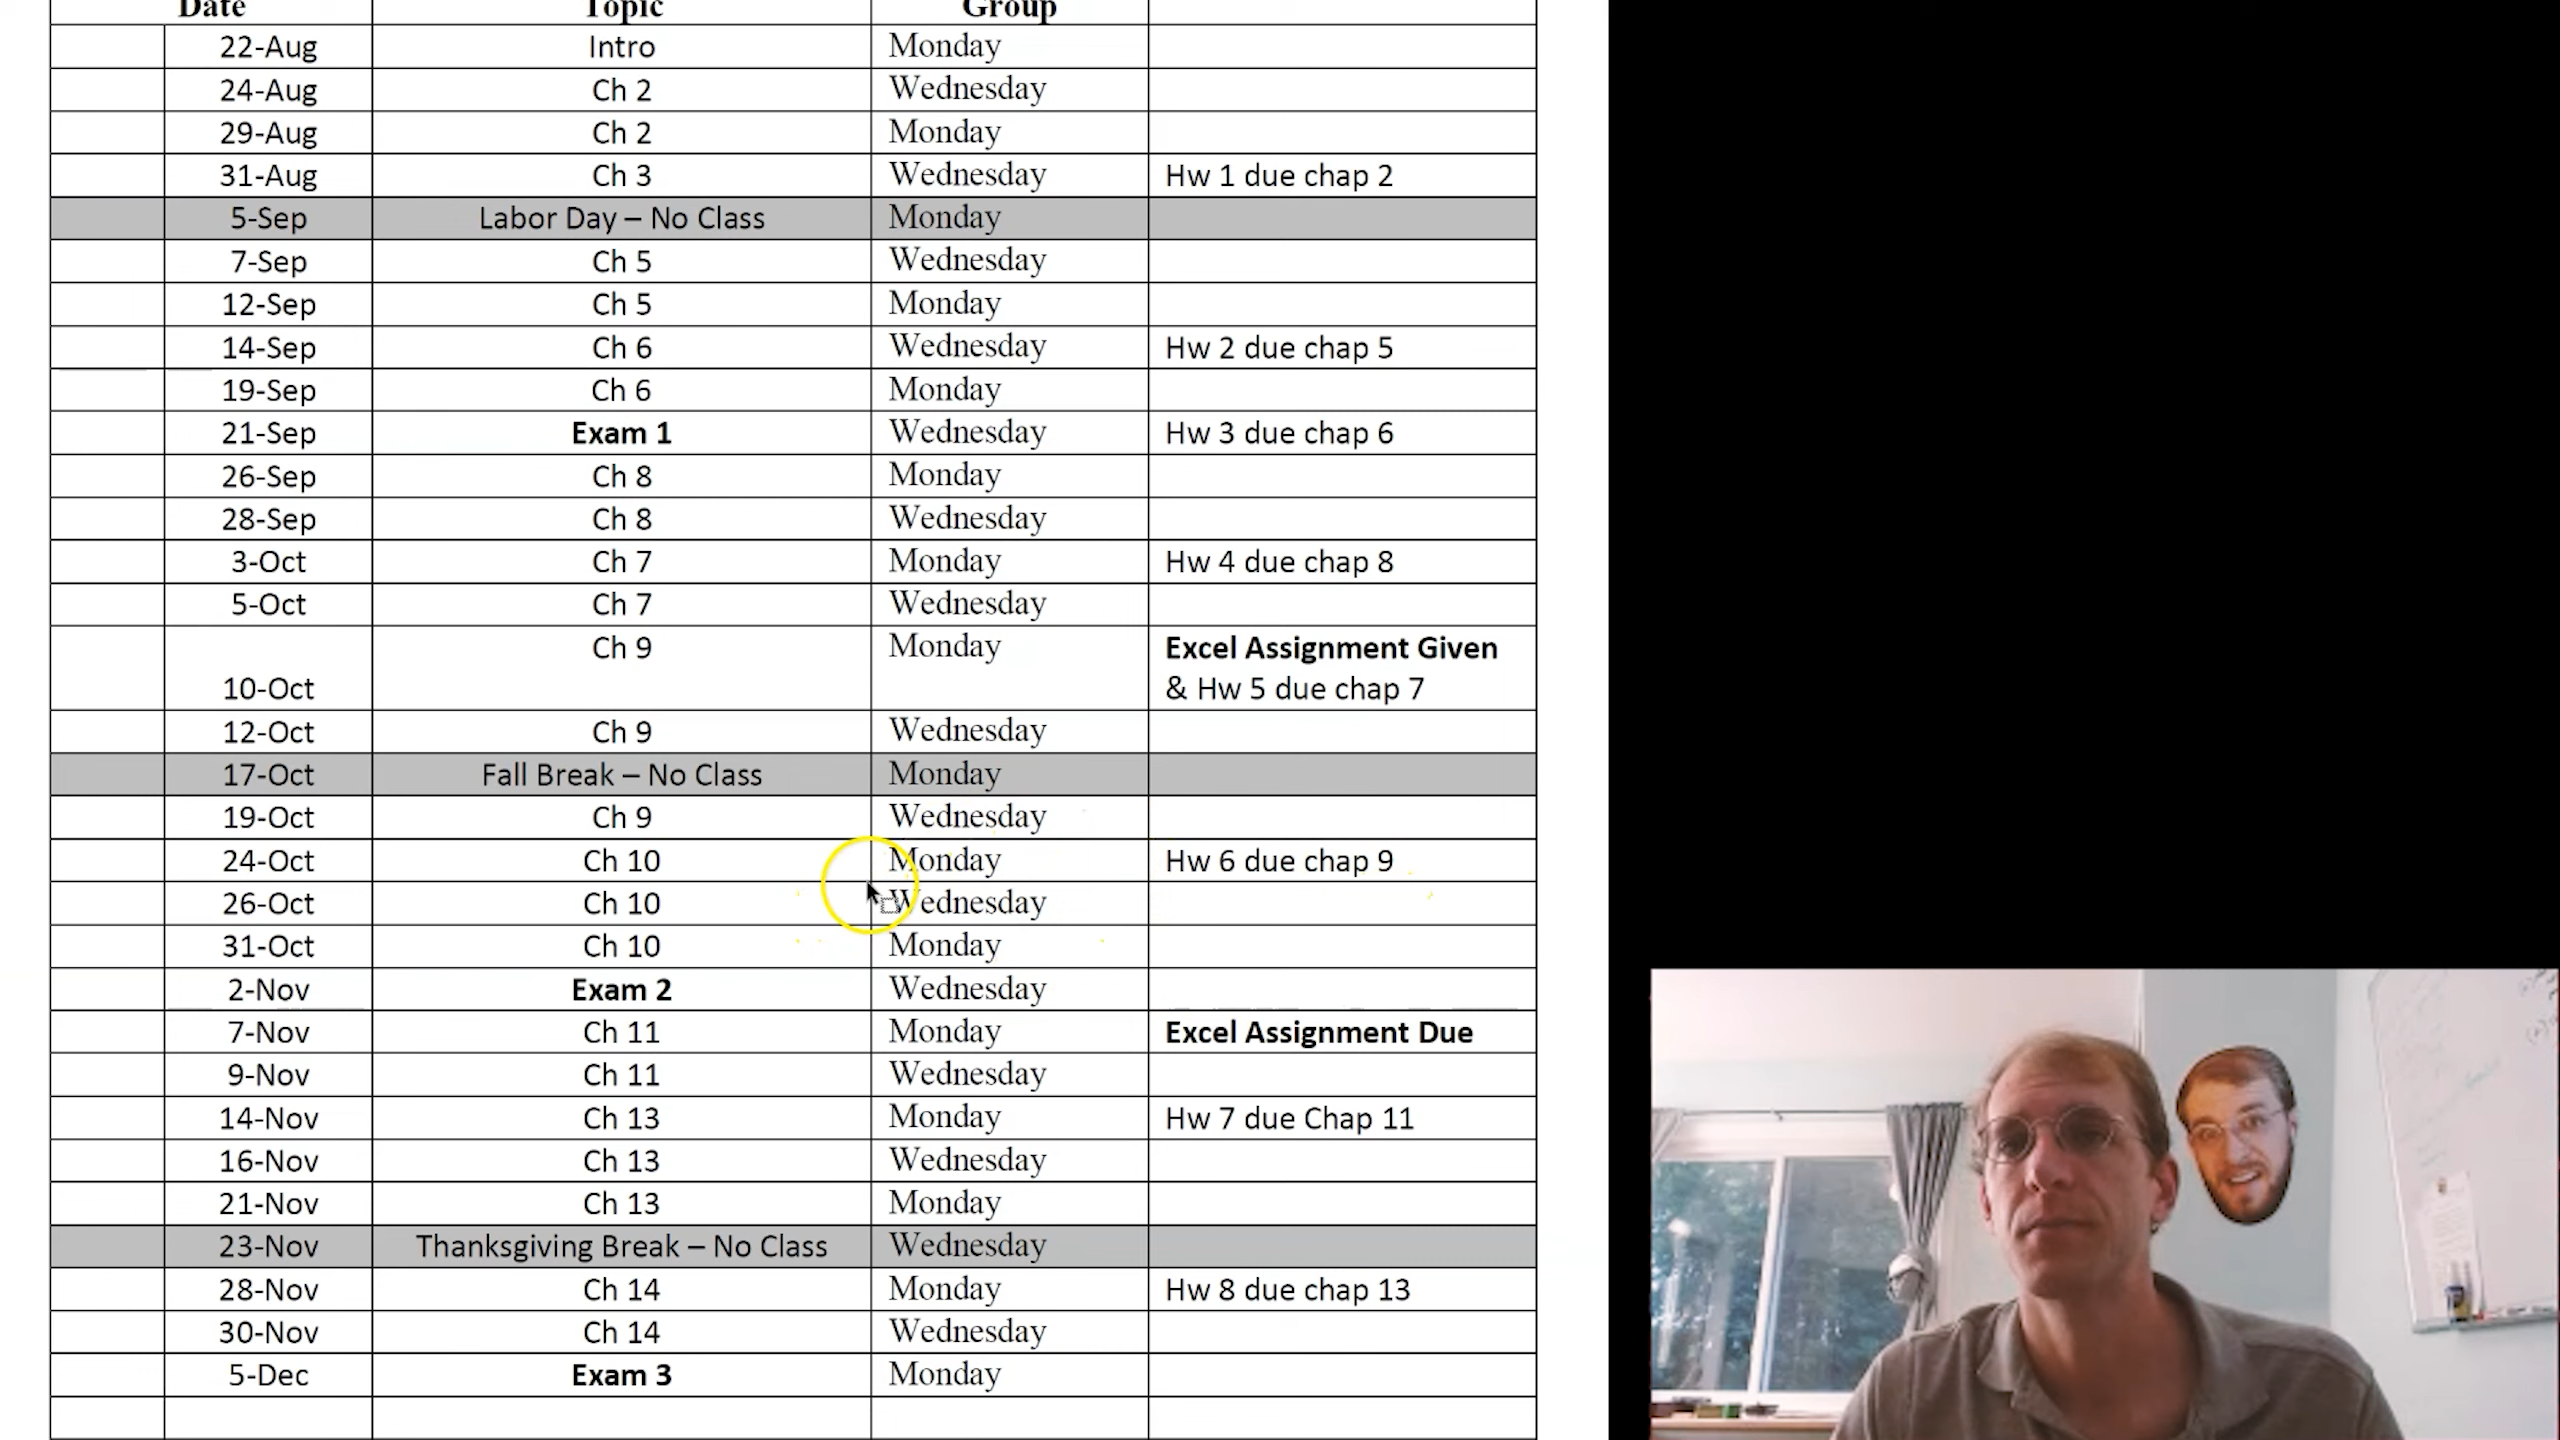 Date Topic Group
22-Aug Intro Monday
24-Aug Ch 2 Wednesday
29-Aug Ch 2 Monday
31-Aug Ch 3 Wednesday Hw 1 due chap 2
5-Sep Labor Day – No Class Monday
7-Sep Ch 5 Wednesday
12-Sep Ch 5 Monday
14-Sep Ch 6 Wednesday Hw 2 due chap 5
19-Sep Ch 6 Monday
21-Sep Exam 1 Wednesday Hw 3 due chap 6
26-Sep Ch 8 Monday
28-Sep Ch 8 Wednesday
3-Oct Ch 7 Monday Hw 4 due chap 8
5-Oct Ch 7 Wednesday
Ch 9 Monday Excel Assignment Given
10-Oct & Hw 5 due chap 7
12-Oct Ch 9 Wednesday
17-Oct Fall Break – No Class Monday
19-Oct Ch 9 Wednesday
24-Oct Ch 10 Monday Hw 6 due chap 9
26-Oct Ch 10 Wednesday
31-Oct Ch 10 Monday
2-Nov Exam 2 Wednesday
7-Nov Ch 11 Monday Excel Assignment Due
9-Nov Ch 11 Wednesday
14-Nov Ch 13 Monday Hw 7 due Chap 11
16-Nov Ch 13 Wednesday
21-Nov Ch 13 Monday
23-Nov Thanksgiving Break – No Class Wednesday
28-Nov Ch 14 Monday Hw 8 due chap 13
30-Nov Ch 14 Wednesday
5-Dec Exam 3 Monday